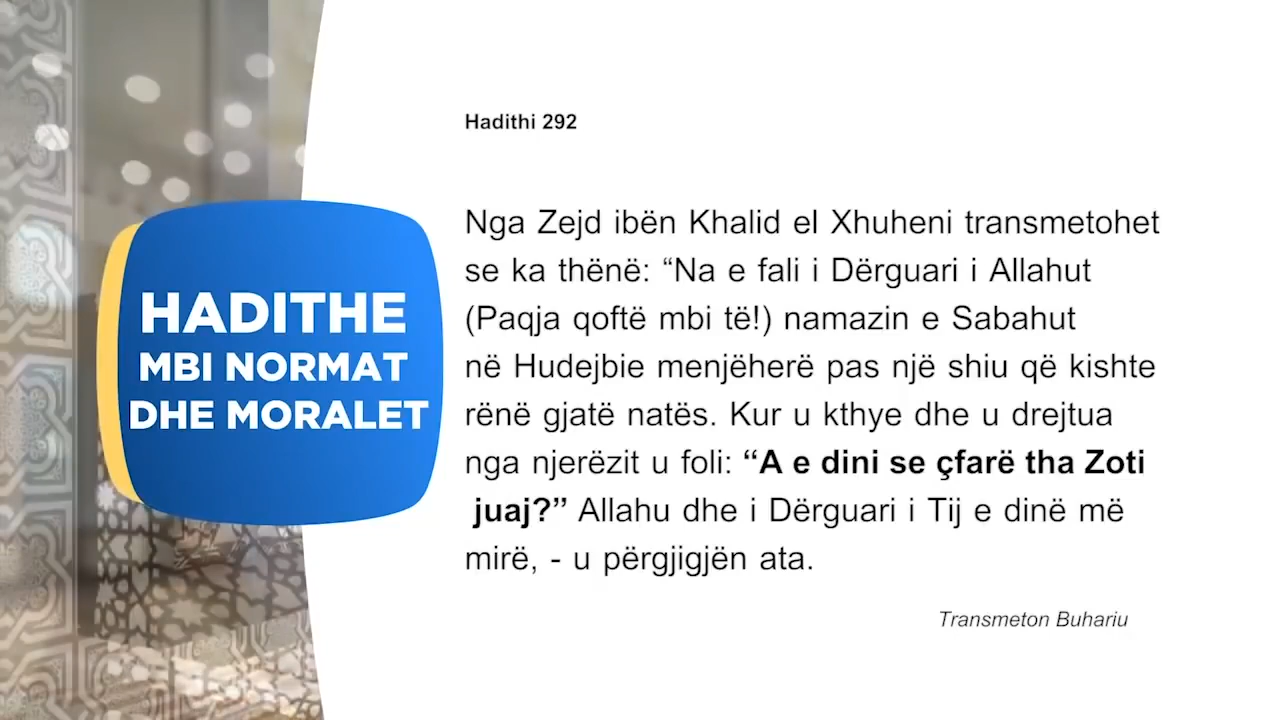 HADITHE
MBI NORMAT
DHE MORALET
Hadithi 292
Nga Zejd ibën Khalid el Xhuheni transmetohet
se ka thënë: “Na e fali i Dërguari i Allahut
(Paqja qoftë mbi të!) namazin e Sabahut
në Hudejbie menjëherë pas një shiu që kishte
rënë gjatë natës. Kur u kthye dhe u drejtua
nga njerëzit u foli: “A e dini se çfarë tha Zoti
juaj?” Allahu dhe i Dërguari i Tij e dinë më
mirë, - u përgjigjën ata.
Transmeton Buhariu